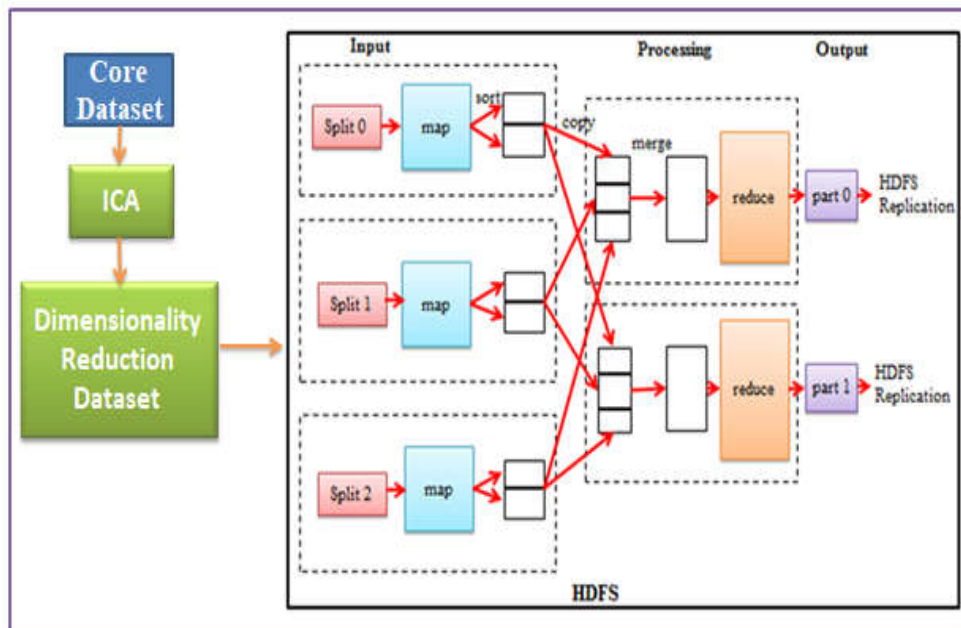 Core
Dataset
ICA
Dimensionality
Reduction
Dataset
Input
Processing
Output
Split 0
map
sort
copy
merge
reduce
part 0
HDFS
Replication
Split 1
map
reduce
part 1
HDFS
Replication
Split 2
map
HDFS